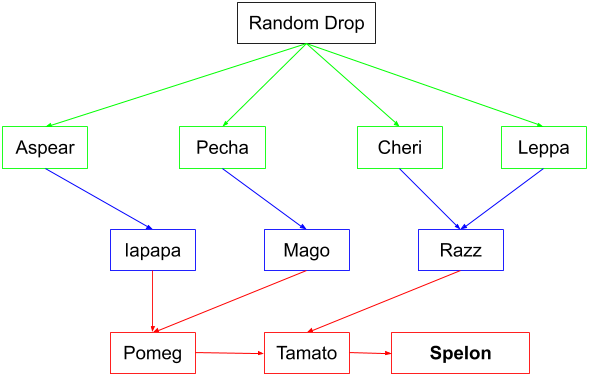 Random Drop
Aspear
Pecha
Cheri
Leppa
Iapapa
Mago
Razz
Pomeg
Tamato
Spelon